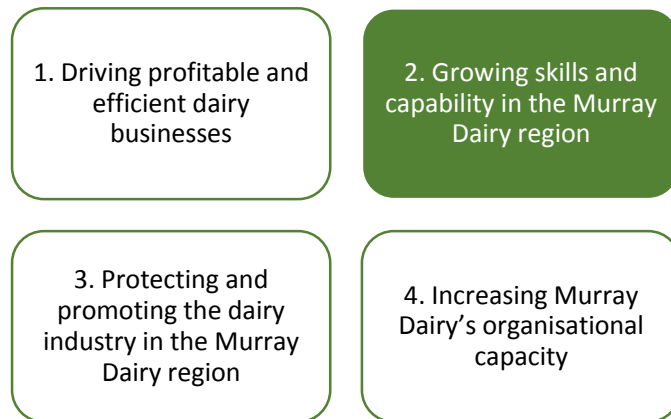 1. Driving profitable and
efficient dairy
businesses
2. Growing skills and
capability in the Murray
Dairy region
3. Protecting and
promoting the dairy
industry in the Murray
Dairy region
4. Increasing Murray
Dairy’s organisational
capacity